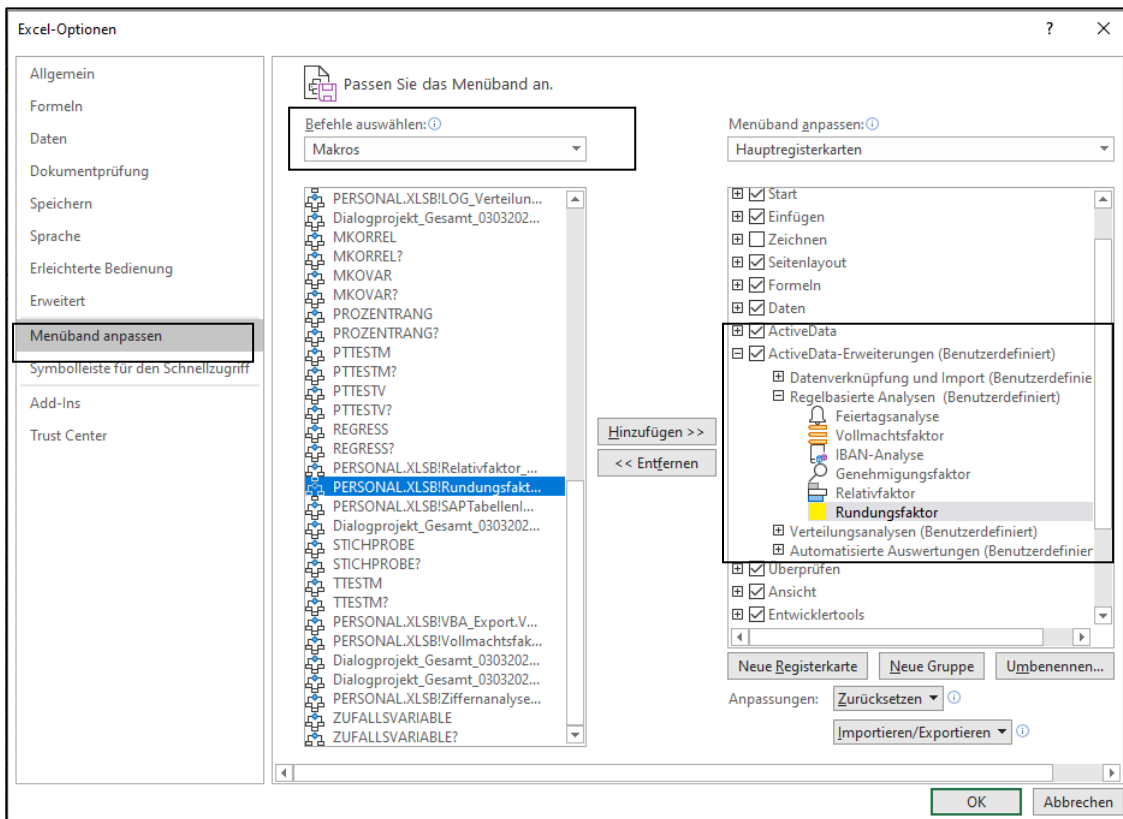 Excel-Optionen
?
Allgemein
Formeln
Daten
Dokumentprüfung
Speichern
Sprache
Erleichterte Bedienung
Erweitert
Menüband anpassen
Symbolleiste für den Schnellzugriff
Add-Ins
Trust Center
Passen Sie das Menüband an.
Befehle auswählen:
Makros
PERSONAL.XLSB!LOG_Verteilun...
Dialogprojekt_Gesamt_0303202...
MKORREL
MKORREL?
MKOVAR
MKOVAR?
PROZENTRANG
PROZENTRANG?
PTTESTM
PTTESTM?
PTTESTV
PTTESTV?
REGRESS
REGRESS?
PERSONAL.XLSB!Relativfaktor_...
PERSONAL.XLSB!Rundungsfakt...
PERSONAL.XLSB!SAPTabellenl...
Dialogprojekt_Gesamt_0303202...
STICHPROBE
STICHPROBE?
TTESTM
TTESTM?
PERSONAL.XLSB!VBA_Export.V...
PERSONAL.XLSB!Vollmachtsfak...
Dialogprojekt_Gesamt_0303202...
Dialogprojekt_Gesamt_0303202...
PERSONAL.XLSB!Ziffernanalyse...
ZUFALLSVARIABLE
ZUFALLSVARIABLE?
Hinzufügen >>
<< Entfernen
Menüband anpassen:
Hauptregisterkarten
Start
Einfügen
Zeichnen
Seitenlayout
Formeln
Daten
ActiveData
ActiveData-Erweiterungen (Benutzerdefiniert)
Datenverknüpfung und Import (Benutzerdefinie
Regelbasierte Analysen (Benutzerdefiniert)
Feiertagsanalyse
Vollmachtsfaktor
IBAN-Analyse
Genehmigungsfaktor
Relativfaktor
Rundungsfaktor
Verteilungsanalysen (Benutzerdefiniert)
Automatisierte Auswertungen (Benutzerdefinier
Überprüfen
Ansicht
Entwicklertools
Neue Registerkarte
Neue Gruppe
Umbenennen...
Anpassungen:
Zurücksetzen
Importieren/Exportieren
OK
Abbrechen